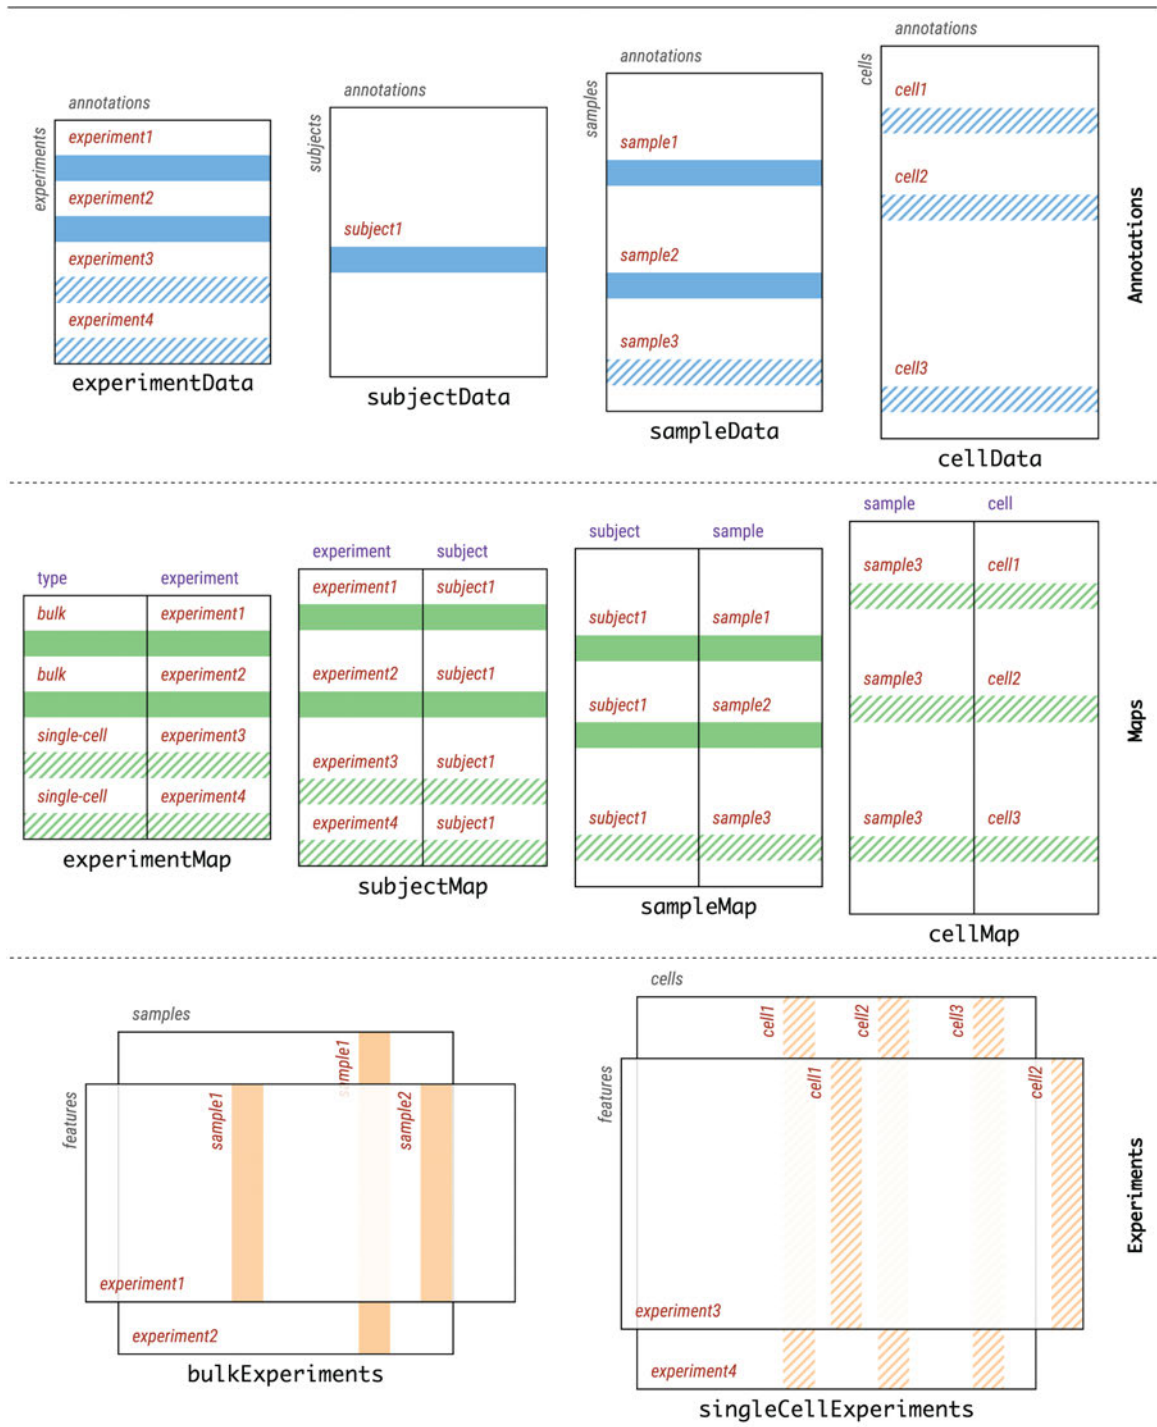 annotations
experiments
experiment1
experiment2
experiment3
experiment4
experimentData
annotations
subjects
subject1
subjectData
annotations
samples
sample1
sample2
sample3
sampleData
annotations
cells
cell1
cell2
cell3
cellData
Annotations
type experiment
bulk experiment1
bulk experiment2
single-cell experiment3
single-cell experiment4
experimentMap
experiment subject
experiment1 subject1
experiment2 subject1
experiment3 subject1
experiment4 subject1
subjectMap
subject sample
subject1 sample1
subject1 sample2
subject1 sample3
sampleMap
sample cell
sample3 cell1
sample3 cell2
sample3 cell3
cellMap
Maps
samples
features
sample1
sample1
sample2
experiment1
experiment2
bulkExperiments
cells
features
cell1
cell2
cell3
cell1
cell2
experiment3
experiment4
singleCellExperiments
Experiments